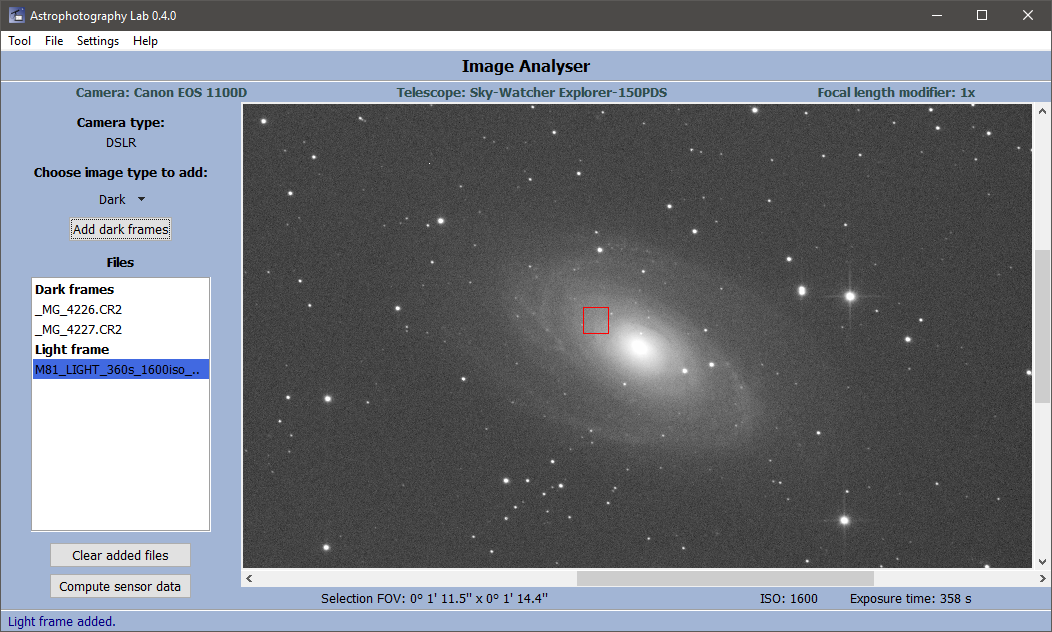 Astrophotography Lab 0.4.0
Tool File Settings Help
Image Analyser
Camera: Canon EOS 1100D Telescope: Sky-Watcher Explorer-150PDS Focal length modifier: 1x
Camera type:
DSLR
Choose image type to add:
Dark
Add dark frames
Files
Dark frames
_MG_4226.CR2
_MG_4227.CR2
Light frame
M81_LIGHT_360s_1600iso_..
Clear added files
Compute sensor data
Selection FOV: 0° 1' 11.5" x 0° 1' 14.4" ISO: 1600 Exposure time: 358 s
Light frame added.